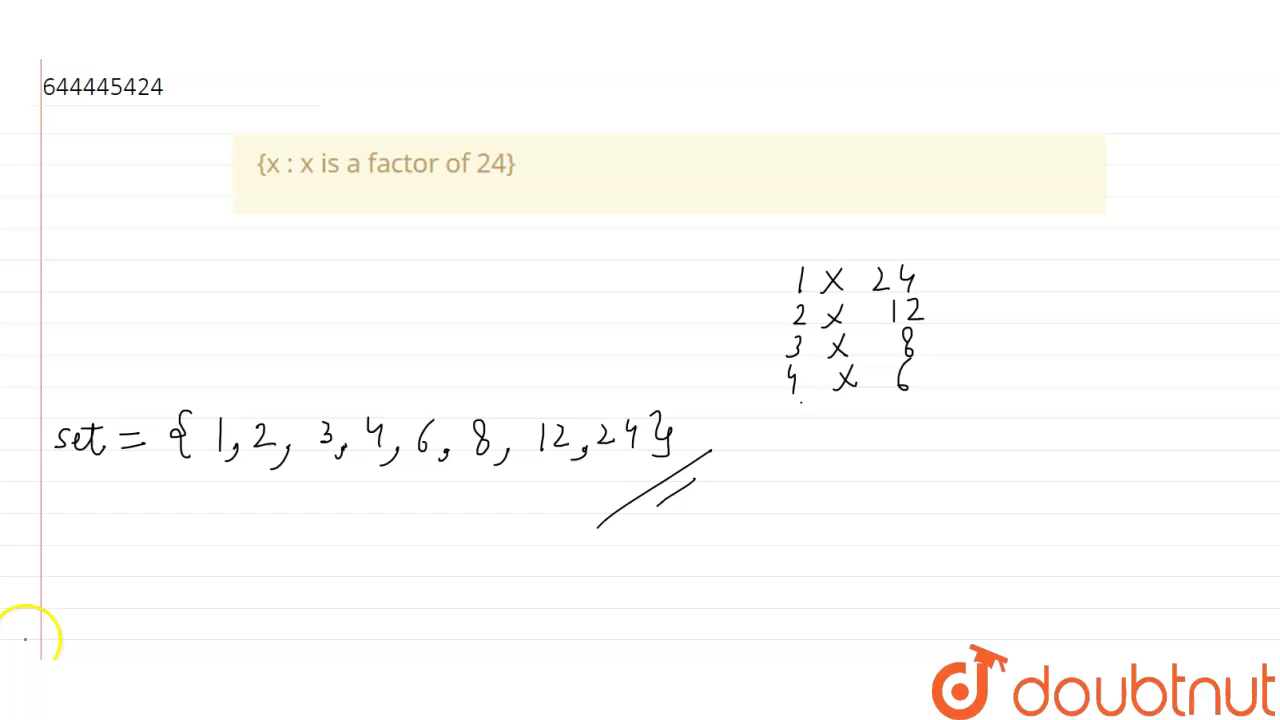 644445424
{x : x is a factor of 24}
1 x 24
2 x 12
3 x 8
4 x 6
set = { 1, 2, 3, 4, 6, 8, 12, 24 }
doubtnut